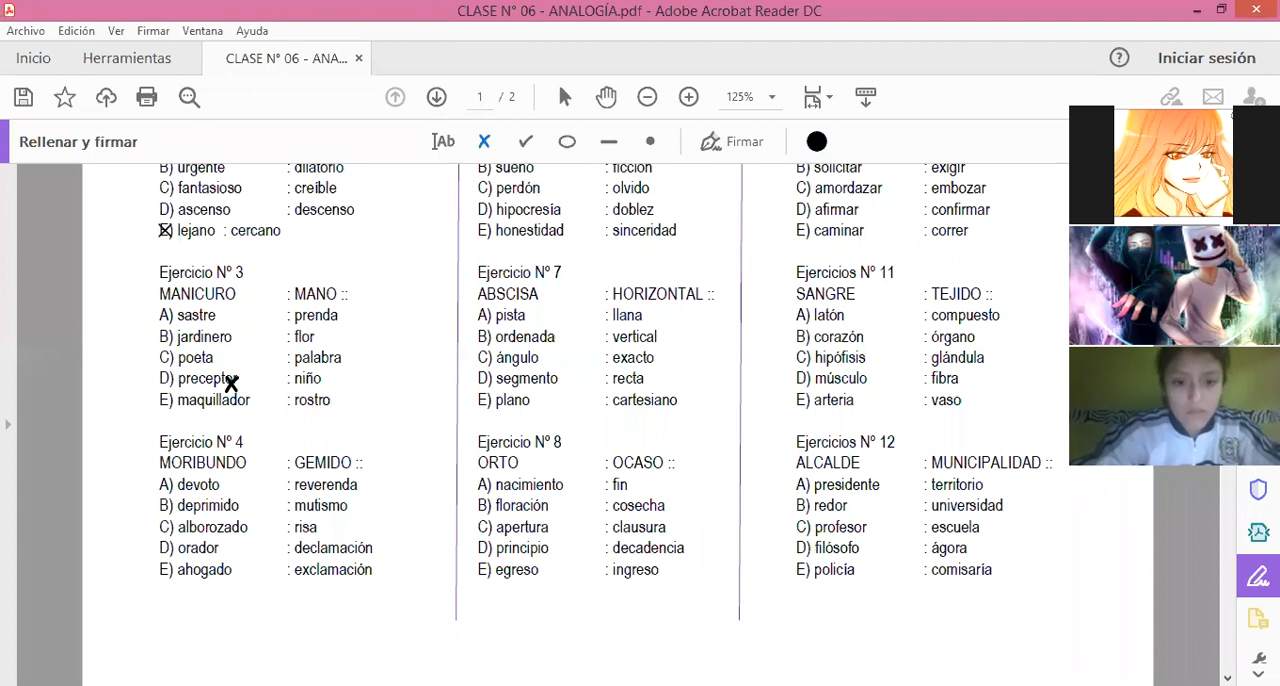 CLASE N° 06 - ANALOGÍA.pdf - Adobe Acrobat Reader DC
Archivo Edición Ver Firmar Ventana Ayuda
Inicio Herramientas CLASE N° 06 - ANA... × Iniciar sesión
1 / 2 125%
Rellenar y firmar Ab Firmar
B) urgente : dilatorio
C) fantasioso : creíble
D) ascenso : descenso
E) lejano : cercano
Ejercicio Nº 3
MANICURO : MANO ::
A) sastre : prenda
B) jardinero : flor
C) poeta : palabra
D) preceptor : niño
E) maquillador : rostro
Ejercicio Nº 4
MORIBUNDO : GEMIDO ::
A) devoto : reverenda
B) deprimido : mutismo
C) alborozado : risa
D) orador : declamación
E) ahogado : exclamación
B) sueño : ficción
C) perdón : olvido
D) hipocresía : doblez
E) honestidad : sinceridad
Ejercicio Nº 7
ABSCISA : HORIZONTAL ::
A) pista : llana
B) ordenada : vertical
C) ángulo : exacto
D) segmento : recta
E) plano : cartesiano
Ejercicio Nº 8
ORTO : OCASO ::
A) nacimiento : fin
B) floración : cosecha
C) apertura : clausura
D) principio : decadencia
E) egreso : ingreso
B) solicitar : exigir
C) amordazar : embozar
D) afirmar : confirmar
E) caminar : correr
Ejercicios Nº 11
SANGRE : TEJIDO ::
A) latón : compuesto
B) corazón : órgano
C) hipófisis : glándula
D) músculo : fibra
E) arteria : vaso
Ejercicios Nº 12
ALCALDE : MUNICIPALIDAD ::
A) presidente : territorio
B) redor : universidad
C) profesor : escuela
D) filósofo : ágora
E) policía : comisaría